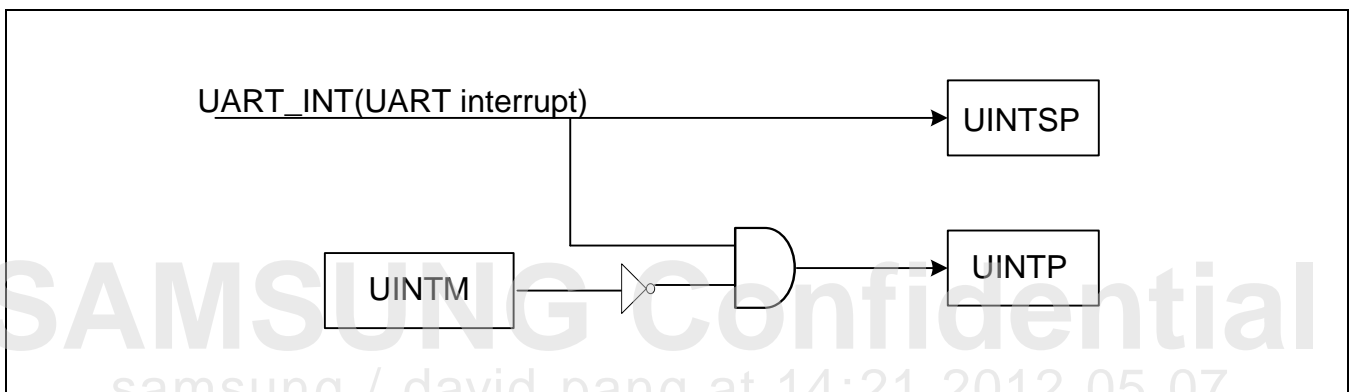 UART_INT(UART interrupt)
UINTSP
UINTM
UINTP
SAMSUNG Confidential
samsung / david.pang at 14:21,2012.05.07